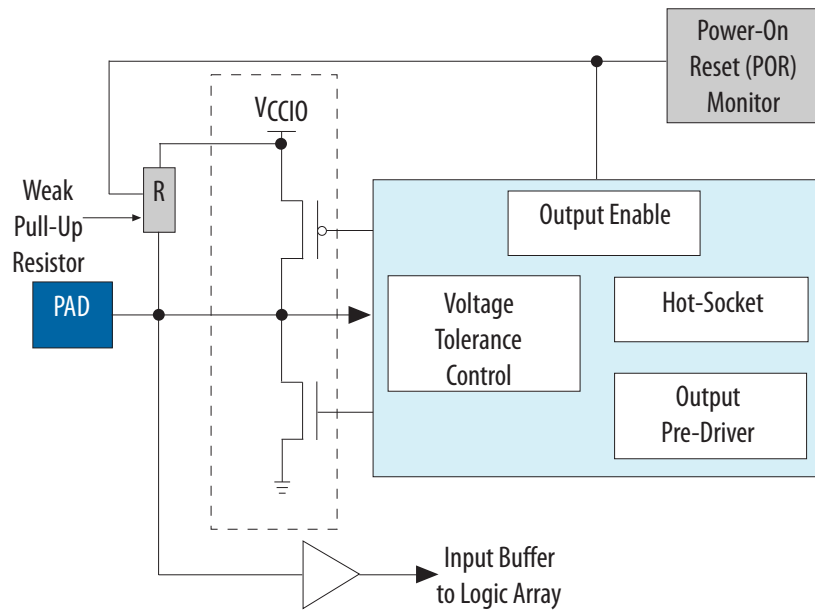 Power-On
Reset (POR)
Monitor
VCCIO
R
Weak
Pull-Up
Resistor
Output Enable
PAD
Voltage
Tolerance
Control
Hot-Socket
Output
Pre-Driver
Input Buffer
to Logic Array